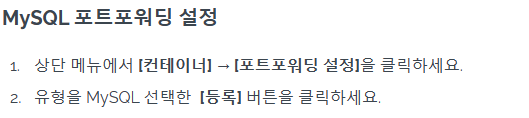 MySQL 포트포워딩 설정
1. 상단 메뉴에서 [컨테이너] → [포트포워딩 설정]을 클릭하세요.
2. 유형을 MySQL 선택한 [등록] 버튼을 클릭하세요.